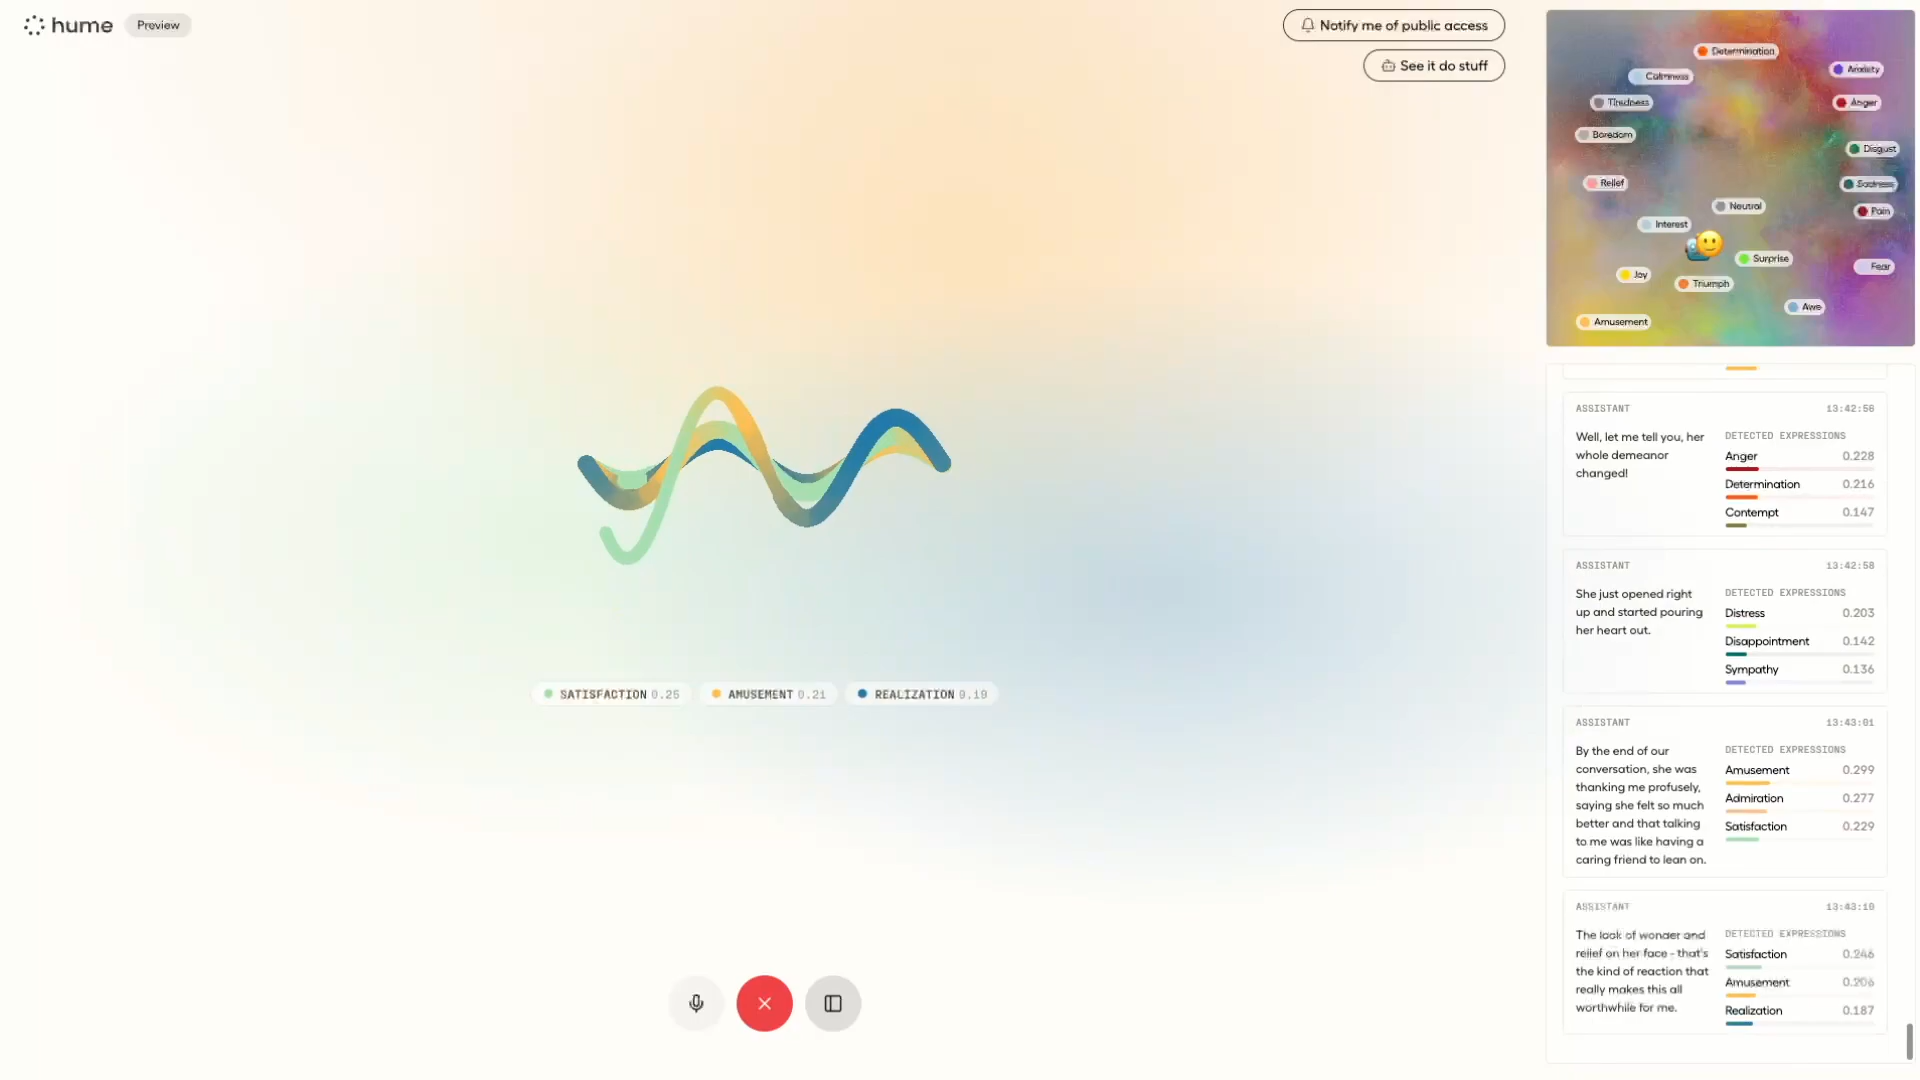 hume
Preview
Notify me of public access
See it do stuff
Determination
Calmness
Anxiety
Tiredness
Anger
Boredom
Disgust
Relief
Sadness
Neutral
Pain
Interest
Surprise
Fear
Joy
Triumph
Awe
Amusement
SATISFACTION 0.25
AMUSEMENT 0.21
REALIZATION 0.19
ASSISTANT 13:42:56
Well, let me tell you, her
whole demeanor
changed!
DETECTED EXPRESSIONS
Anger 0.228
Determination 0.216
Contempt 0.147
ASSISTANT 13:42:58
She just opened right
up and started pouring
her heart out.
DETECTED EXPRESSIONS
Distress 0.203
Disappointment 0.142
Sympathy 0.136
ASSISTANT 13:43:01
By the end of our
conversation, she was
thanking me profusely,
saying she felt so much
better and that talking
to me was like having a
caring friend to lean on.
DETECTED EXPRESSIONS
Amusement 0.299
Admiration 0.277
Satisfaction 0.229
ASSISTANT 13:43:10
The look of wonder and
relief on her face - that's
the kind of reaction that
really makes this all
worthwhile for me.
DETECTED EXPRESSIONS
Satisfaction 0.246
Amusement 0.206
Realization 0.187